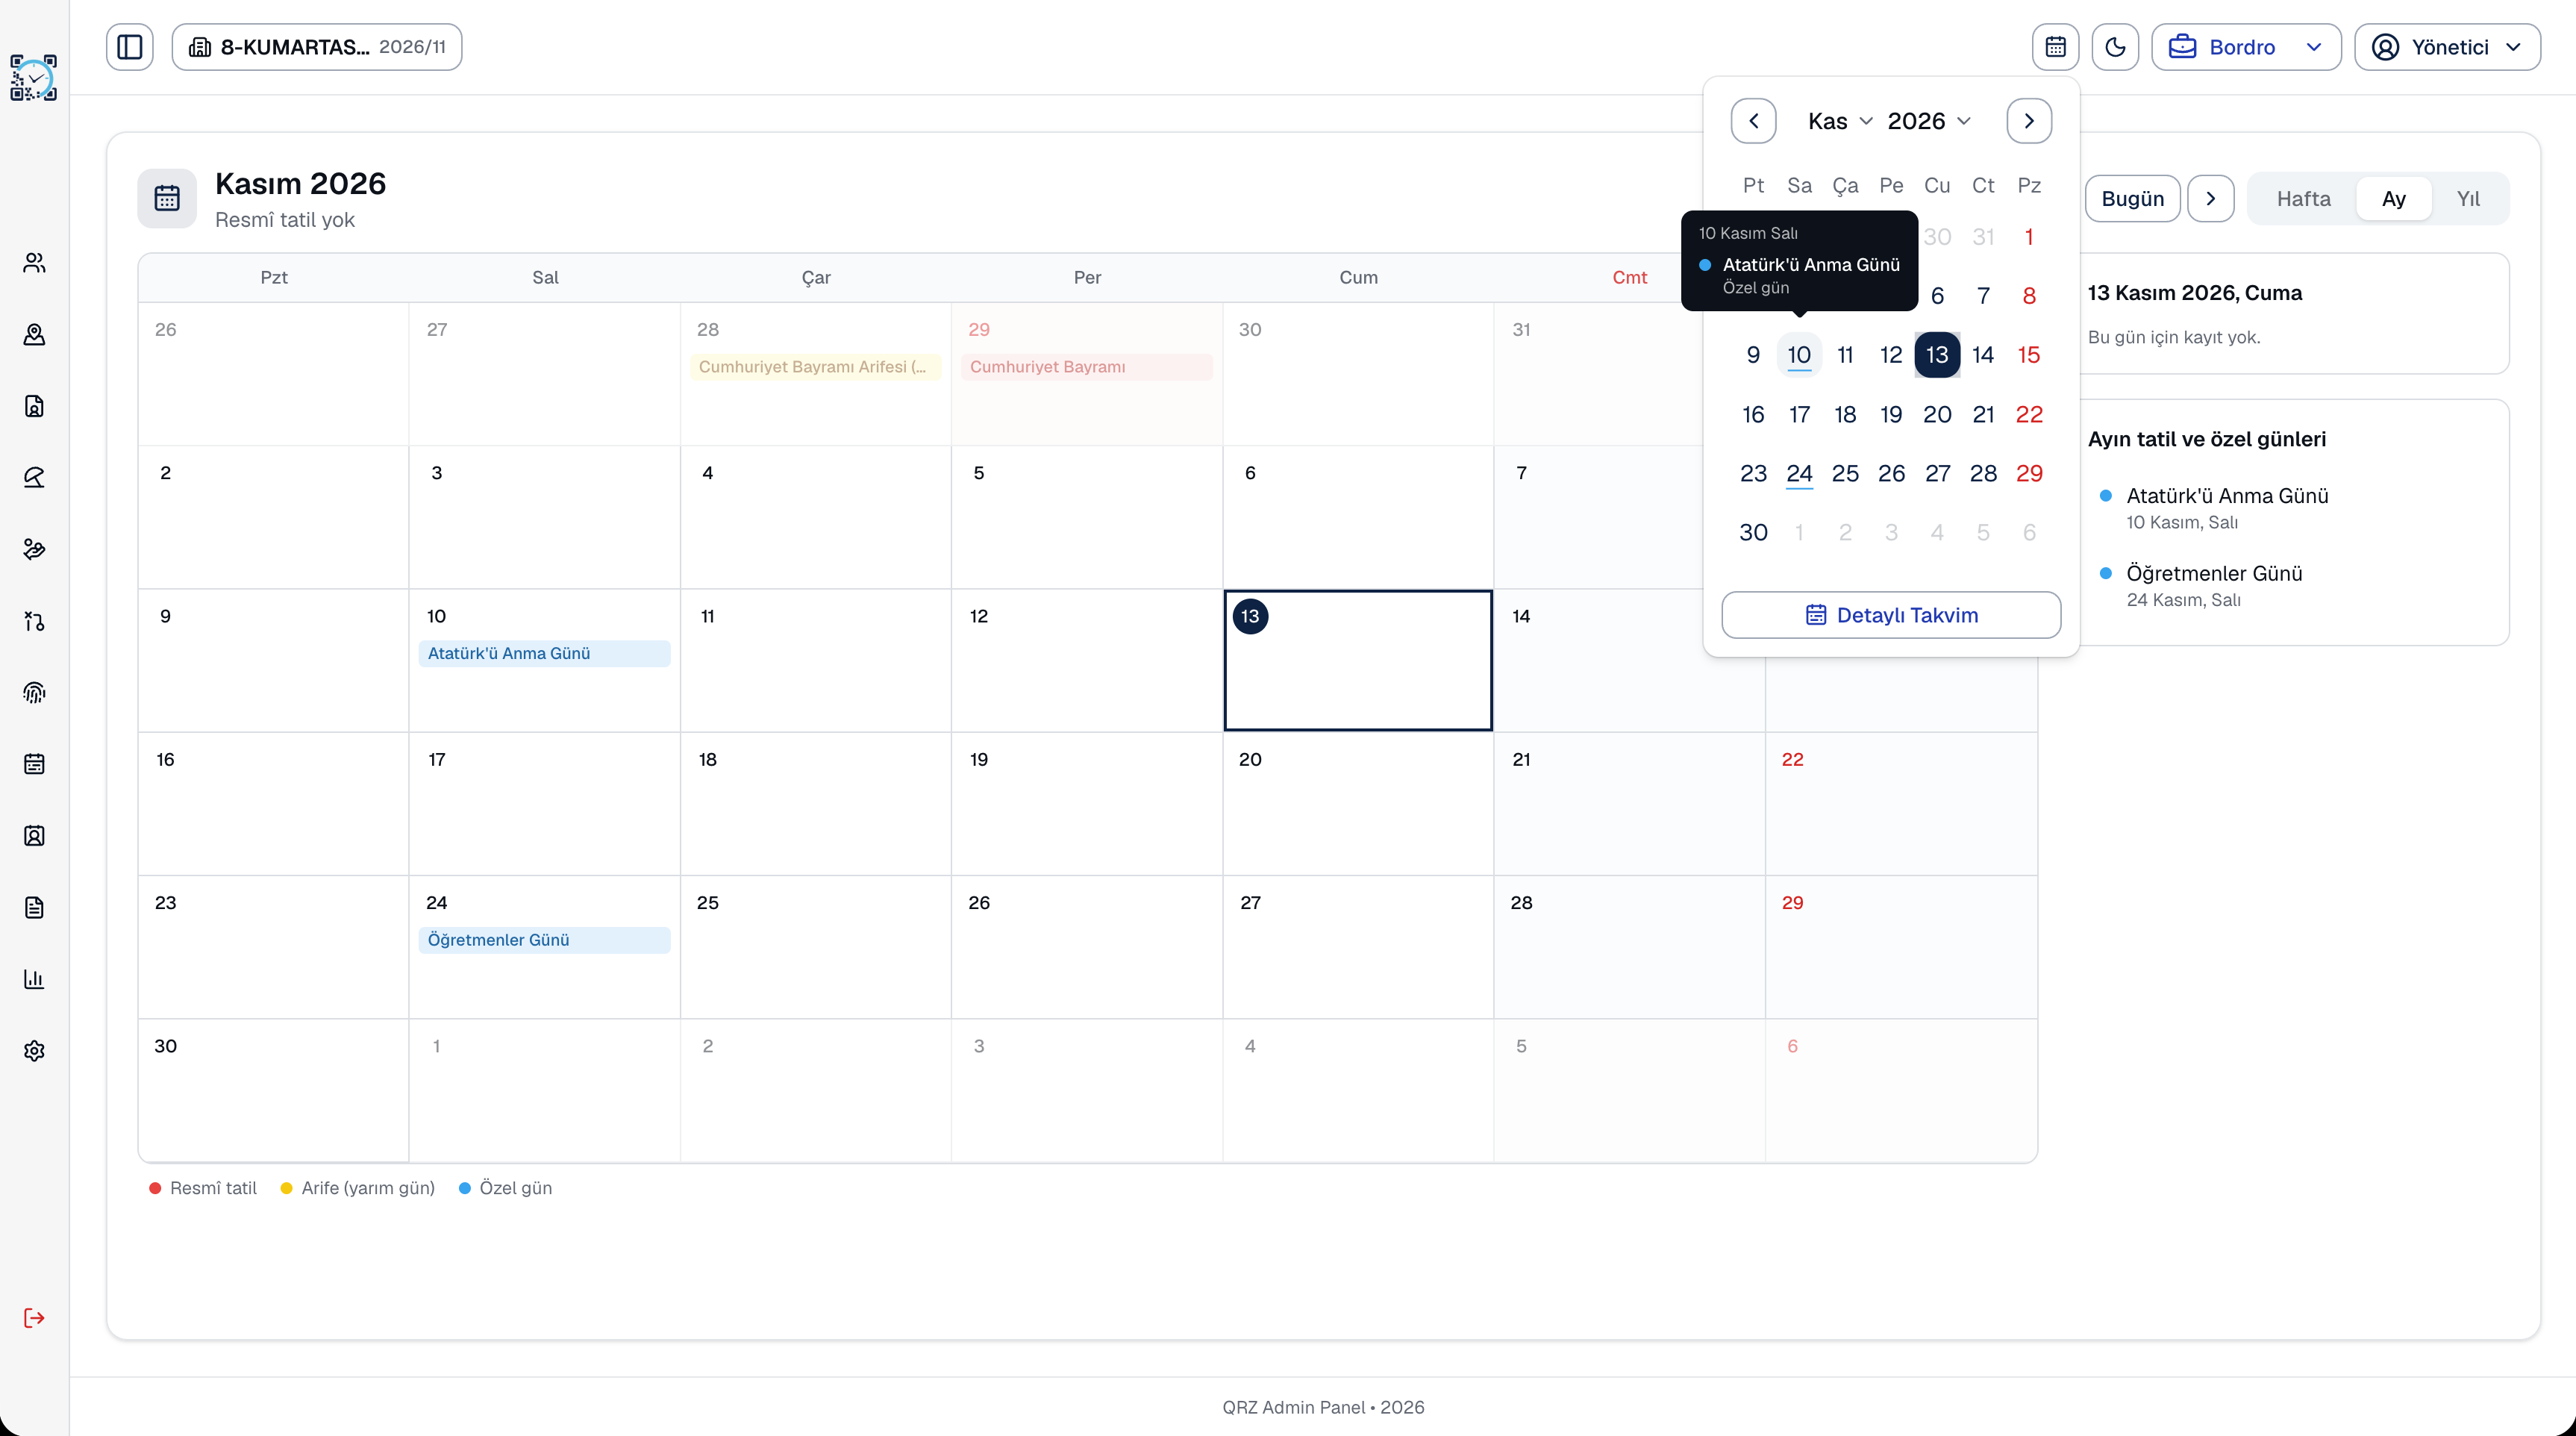 8-KUMARTAS... 2026/11
Bordro
Yönetici
Kasım 2026
Resmî tatil yok
Kas 2026
Pt Sa Ça Pe Cu Ct Pz
30 31 1
6 7 8
9 10 11 12 13 14 15
16 17 18 19 20 21 22
23 24 25 26 27 28 29
30 1 2 3 4 5 6
Detaylı Takvim
10 Kasım Salı
Atatürk'ü Anma Günü
Özel gün
Bugün
Hafta Ay Yıl
Pzt Sal Çar Per Cum Cmt
26 27 28 29 30 31
Cumhuriyet Bayramı Arifesi (... Cumhuriyet Bayramı
2 3 4 5 6 7
9 10 11 12 13 14
Atatürk'ü Anma Günü
16 17 18 19 20 21 22
23 24 25 26 27 28 29
Öğretmenler Günü
30 1 2 3 4 5 6
Resmî tatil Arife (yarım gün) Özel gün
13 Kasım 2026, Cuma
Bu gün için kayıt yok.
Ayın tatil ve özel günleri
Atatürk'ü Anma Günü
10 Kasım, Salı
Öğretmenler Günü
24 Kasım, Salı
QRZ Admin Panel • 2026